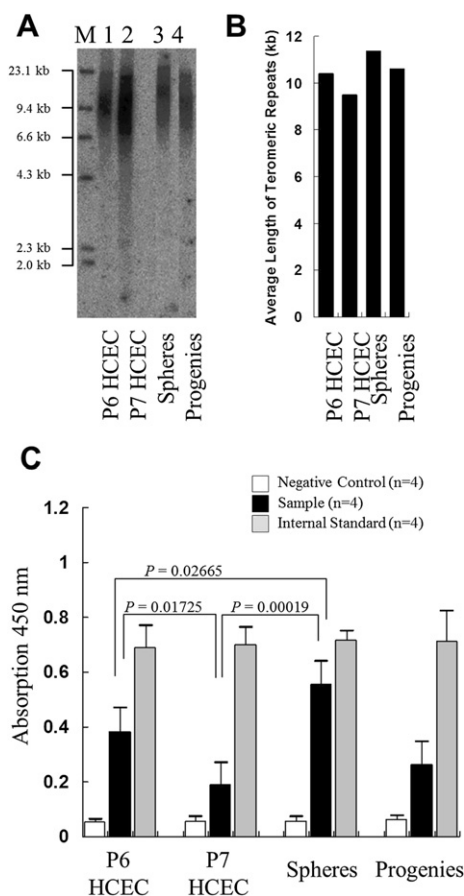 A
M 1 2 3 4
23.1 kb
9.4 kb
6.6 kb
4.3 kb
2.3 kb
2.0 kb
P6 HCEC
P7 HCEC
Spheres
Progenies
B
Average Length of Teromeric Repeats (kb)
12
10
8
6
4
2
0
P6 HCEC
P7 HCEC
Spheres
Progenies
C
Negative Control (n=4)
Sample (n=4)
Internal Standard (n=4)
Absorption 450 nm
1.2
1
0.8
0.6
0.4
0.2
0
P = 0.02665
P = 0.01725
P = 0.00019
P6
HCEC
P7
HCEC
Spheres
Progenies